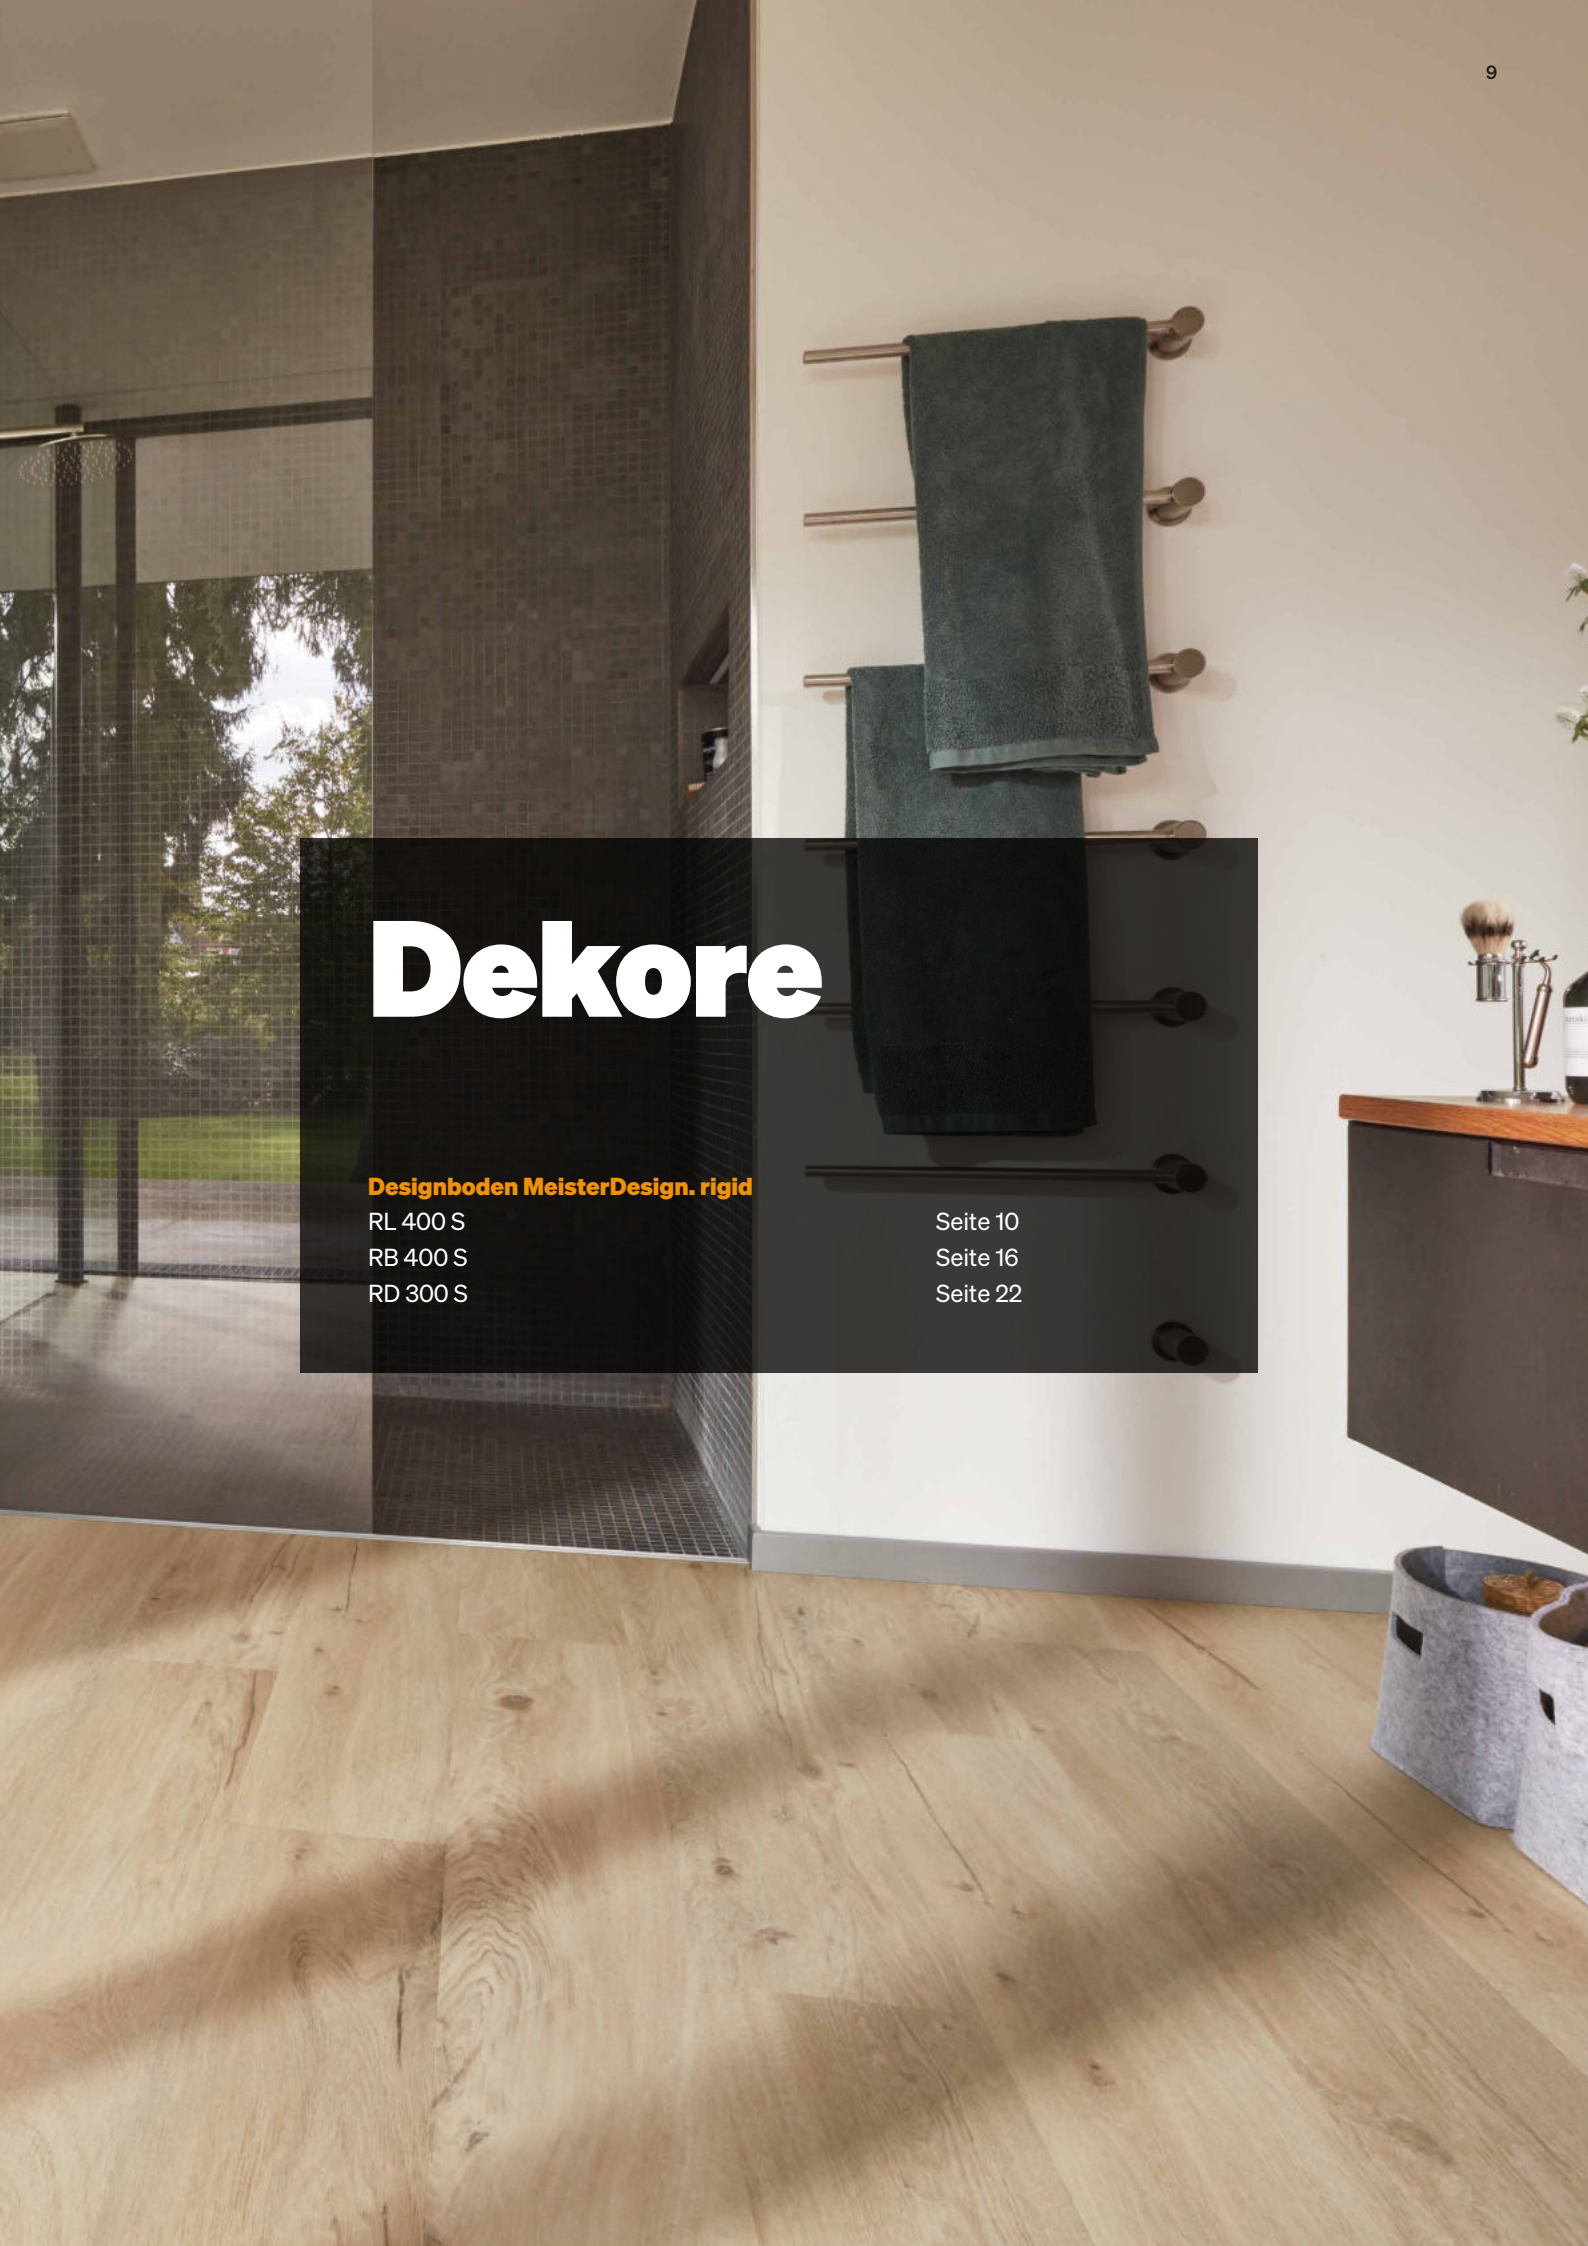 9
Dekore
Designboden MeisterDesign. rigid
RL 400 S Seite 10
RB 400 S Seite 16
RD 300 S Seite 22